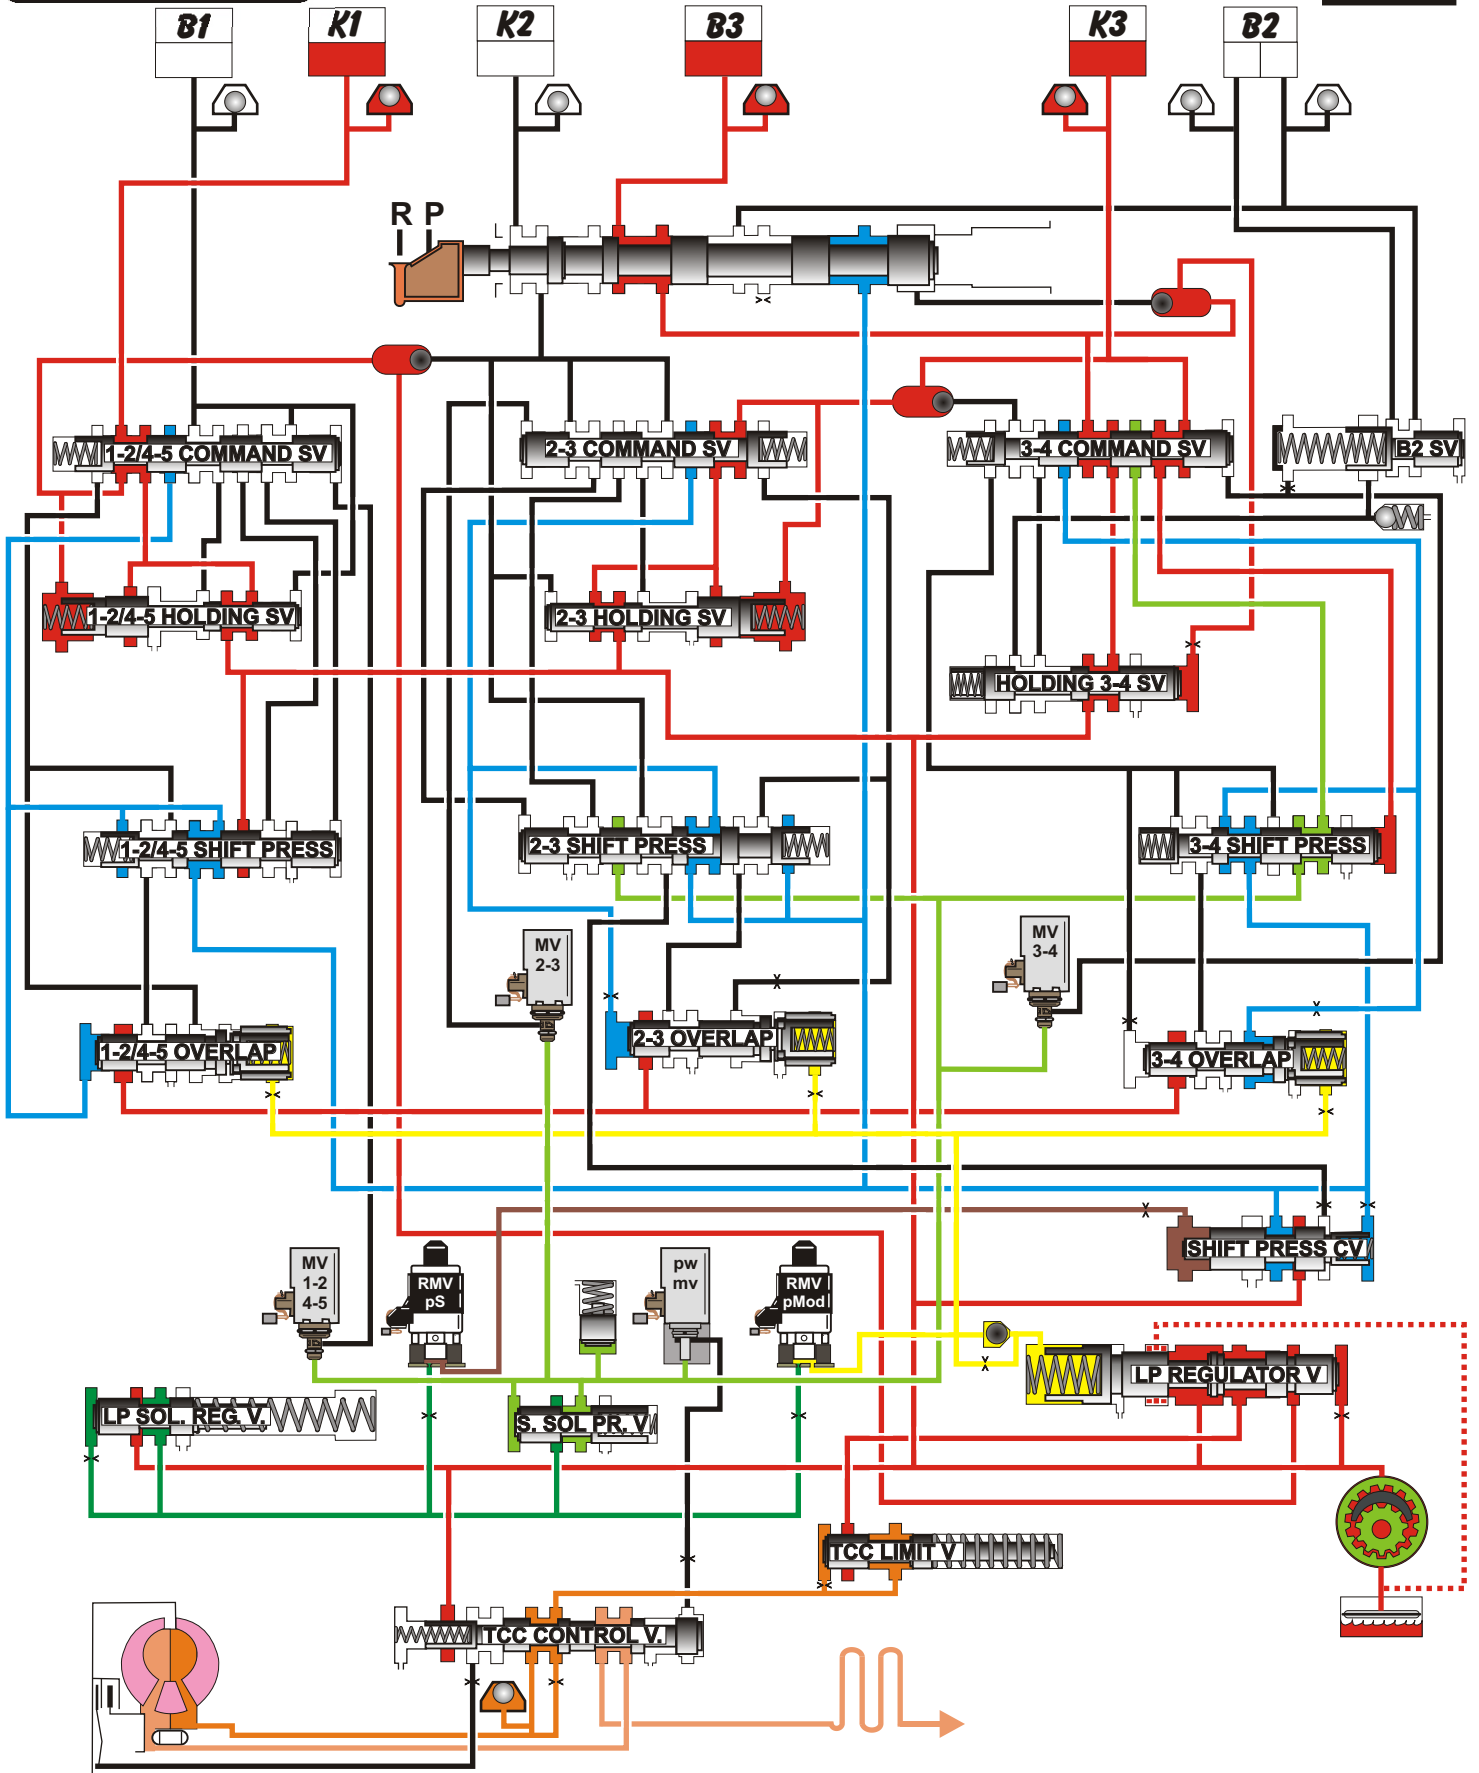 B1
K1
K2
B3
K3
B2
R P
1-2/4-5 COMMAND SV
2-3 COMMAND SV
3-4 COMMAND SV
B2 SV
1-2/4-5 HOLDING SV
2-3 HOLDING SV
HOLDING 3-4 SV
1-2/4-5 SHIFT PRESS
2-3 SHIFT PRESS
3-4 SHIFT PRESS
MV
2-3
MV
3-4
1-2/4-5 OVERLAP
2-3 OVERLAP
3-4 OVERLAP
SHIFT PRESS CV
MV
1-2
4-5
RMV
pS
pw
mv
RMV
pMod
LP REGULATOR V
LP SOL. REG. V.
S. SOL PR. V
TCC LIMIT V
TCC CONTROL V.